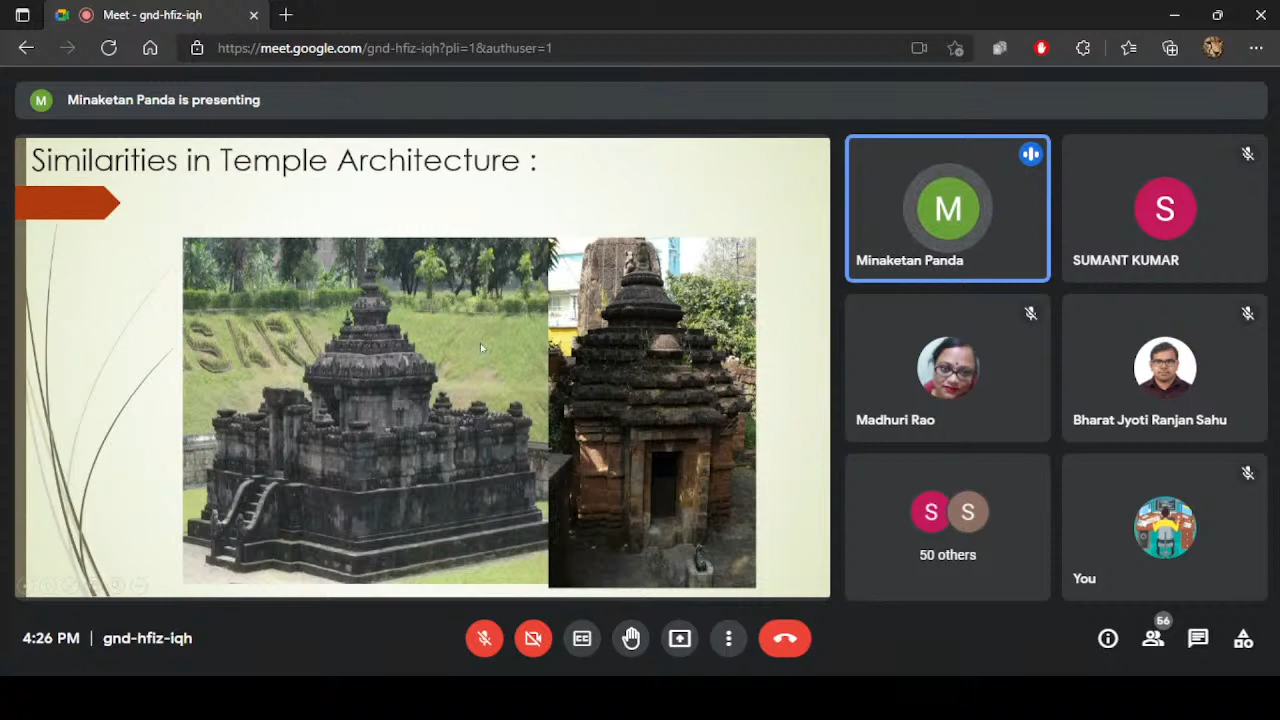 Meet - gnd-hfiz-iqh
https://meet.google.com/gnd-hfiz-iqh?pli=1&authuser=1
M
Minaketan Panda is presenting
Similarities in Temple Architecture :
SARI
M
Minaketan Panda
S
SUMANT KUMAR
Madhuri Rao
Bharat Jyoti Ranjan Sahu
S
S
50 others
You
4:26 PM | gnd-hfiz-iqh
CC
56